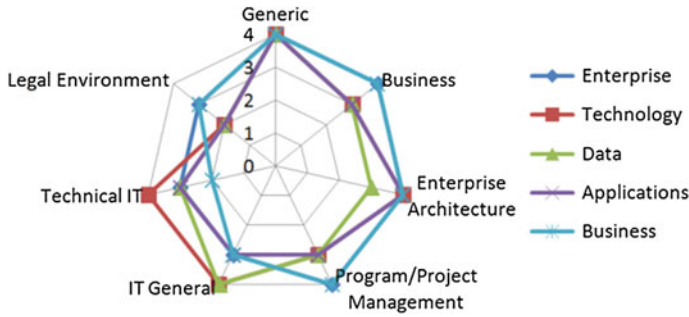 Generic
4
3
2
1
0
Legal Environment
Business
Technical IT
Enterprise
Architecture
IT General
Program/Project
Management
Enterprise
Technology
Data
Applications
Business